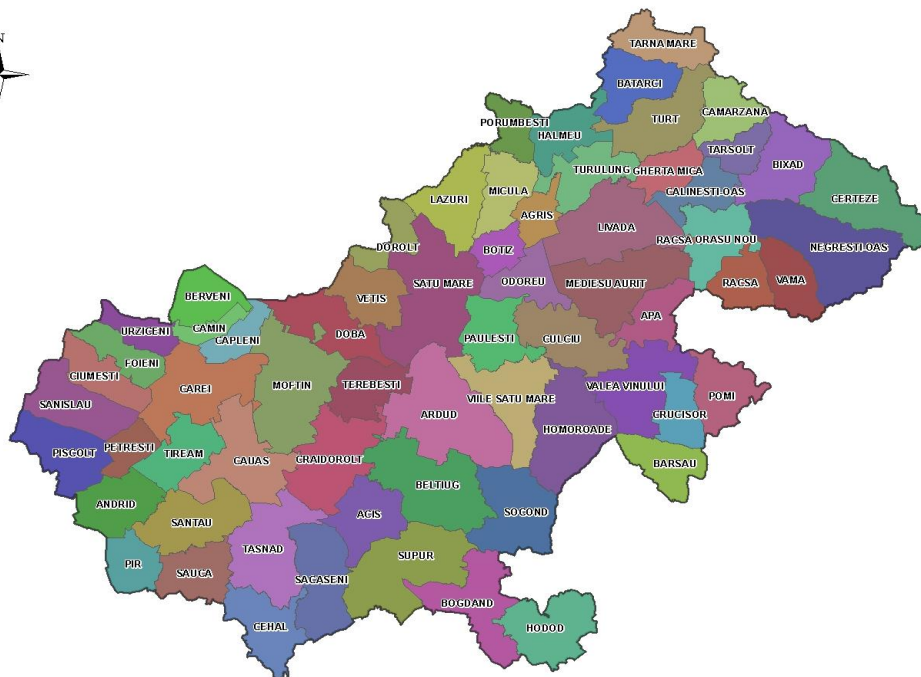 N
TARNA MARE
BATARCI
CAMARZANA
PORUMBESTI
HALMEU
TURT
TARSOLT
BIXAD
TURULUNG
GHERTA MICA
CALINESTI-OAS
CERTEZE
LAZURI
MICULA
AGRIS
LIVADA
RACSA
ORASU NOU
NEGRESTI-OAS
DOROLT
BOTIZ
SATU MARE
ODOREU
MEDIESU AURIT
RACSA
VAMA
BERVENI
VETIS
APA
URZICENI
CAMIN
CAPLENI
DOBA
PAULESTI
CULCIU
FOIENI
CIUMESTI
CAREI
MOFTIN
TEREBESTI
VALEA VINULUI
POMI
SANISLAU
ARDUD
VIILE SATU MARE
CRUCISOR
HOMOROADE
PISCOLT
PETRESTI
TIREAM
CAUAS
CRAIDOROLT
BARSAU
BELTIUG
ANDRID
SANTAU
ACIS
SOCOND
TASNAD
SUPUR
PIR
SAUCA
SACASENI
BOGDAND
CEHAL
HODOD